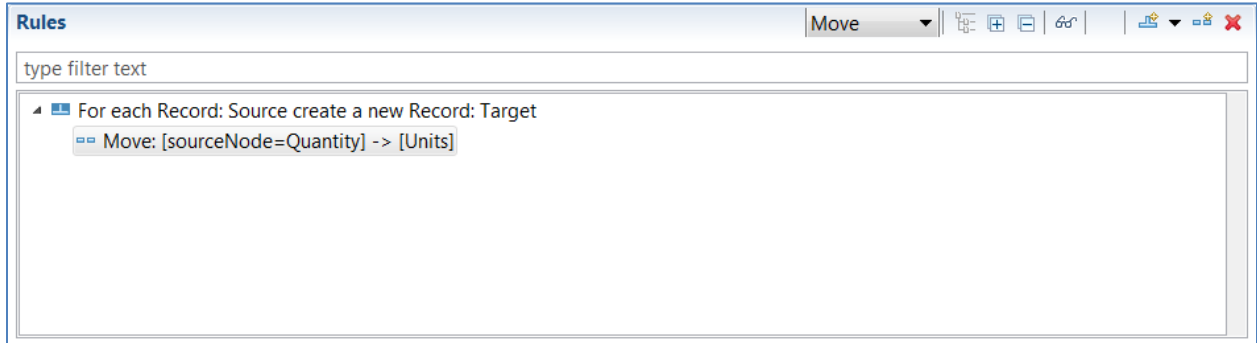 Rules Move
type filter text
For each Record: Source create a new Record: Target
Move: [sourceNode=Quantity] -> [Units]